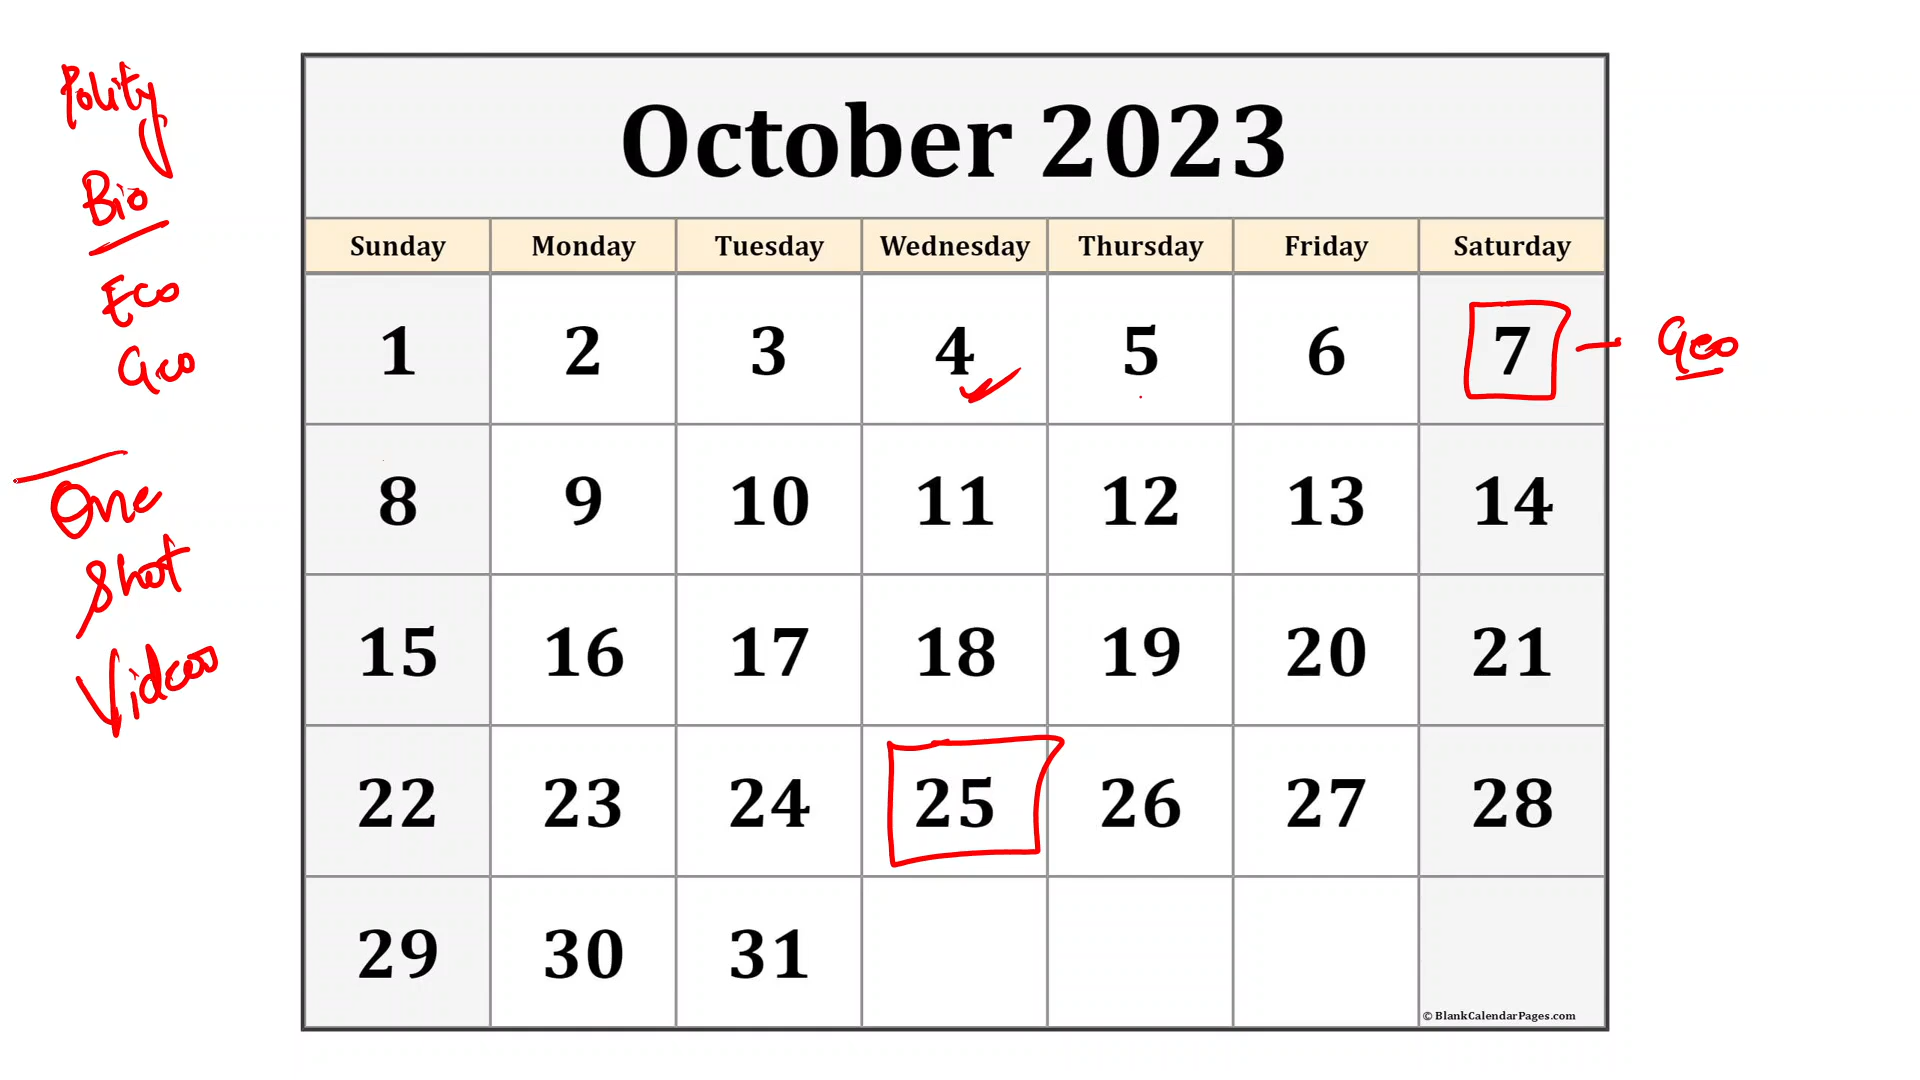 Polity
Bio
Eco
Geo
One
Shot
Videos
October 2023
Sunday Monday Tuesday Wednesday Thursday Friday Saturday
1 2 3 4 5 6 7 - Geo
8 9 10 11 12 13 14
15 16 17 18 19 20 21
22 23 24 25 26 27 28
29 30 31
© BlankCalendarPages.com